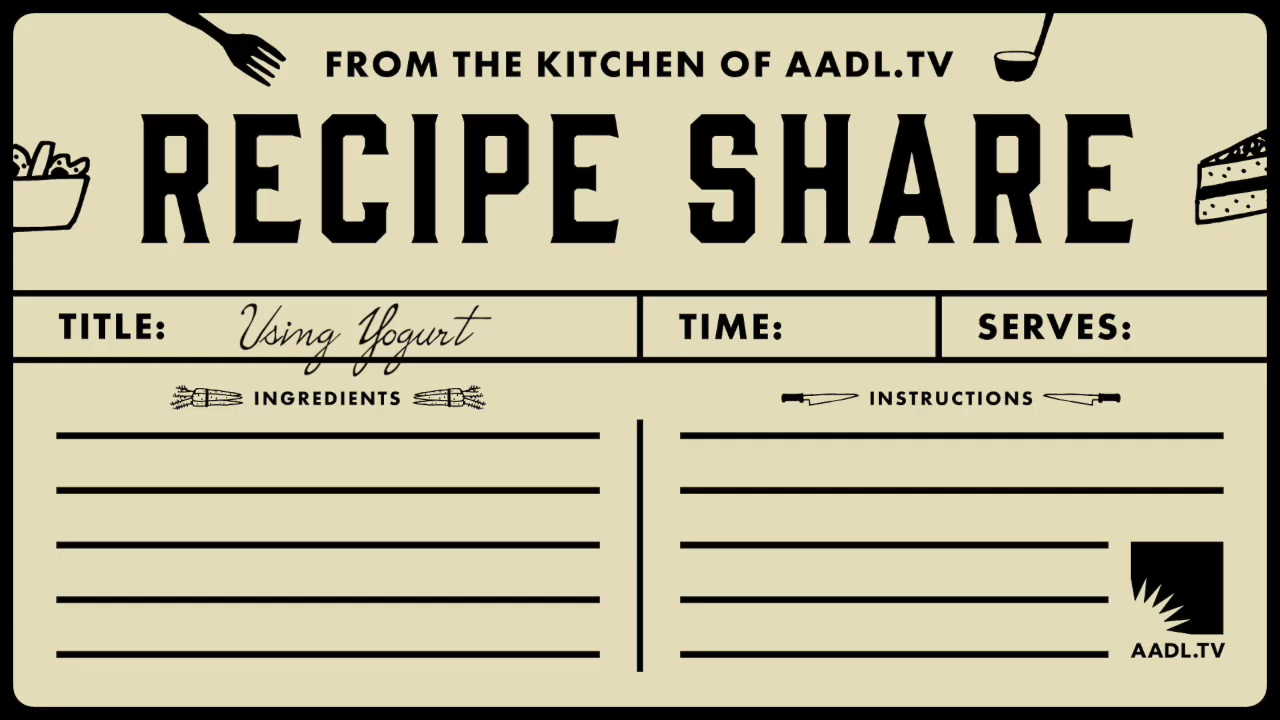 FROM THE KITCHEN OF AADL.TV
RECIPE SHARE
TITLE: Using Yogurt TIME: SERVES:
INGREDIENTS INSTRUCTIONS
AADL.TV